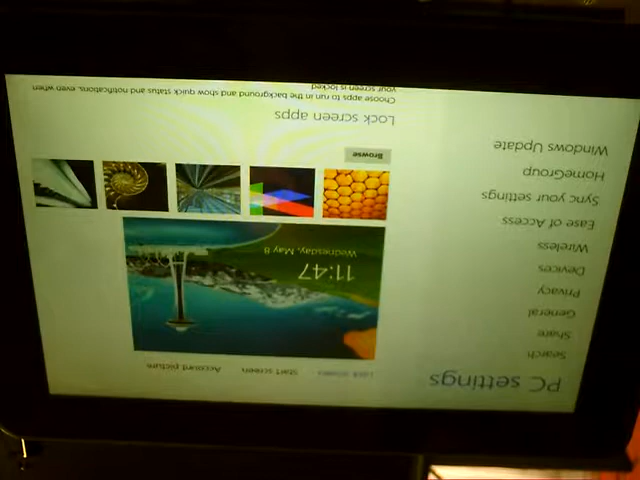 PC settings
Search
Share
General
Privacy
Devices
Wireless
Ease of Access
Sync your settings
HomeGroup
Windows Update
Lock screen
Start screen
Account picture
11:47
Wednesday, May 8
Browse
Lock screen apps
Choose apps to run in the background and show quick status and notifications, even when
your screen is locked